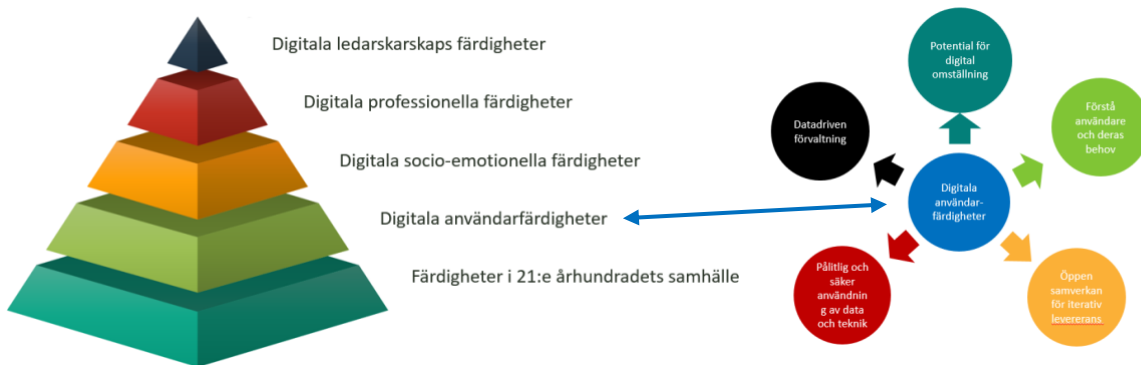 Digitala ledarskarskaps färdigheter
Digitala professionella färdigheter
Digitala socio-emotionella färdigheter
Digitala användarfärdigheter
Färdigheter i 21:e århundradets samhälle
Potential för
digital
omställning
Datadriven
förvaltning
Förstå
användare
och deras
behov
Digitala
användar-
färdigheter
Pålitlig och
säker
användnin
g av data
och teknik
Öppen
samverkan
för iterativ
levererans